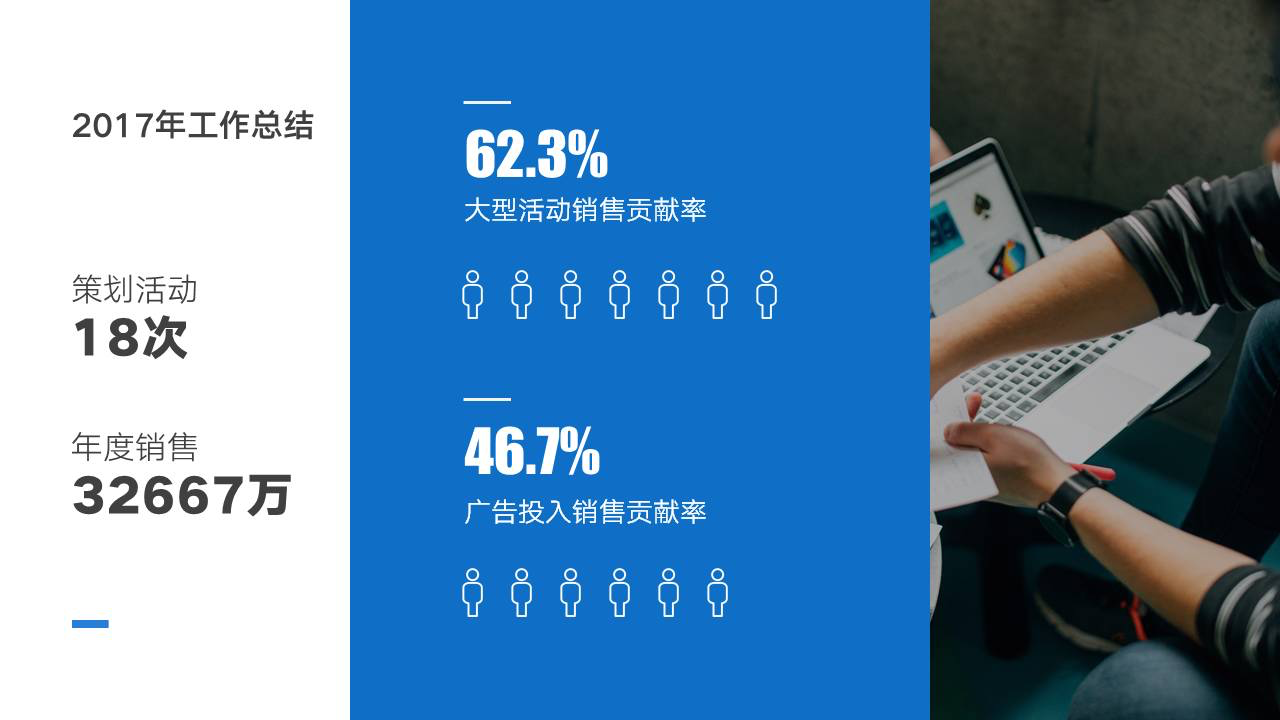 2017年工作总结
策划活动
18次
年度销售
32667万
62.3%
大型活动销售贡献率
46.7%
广告投入销售贡献率